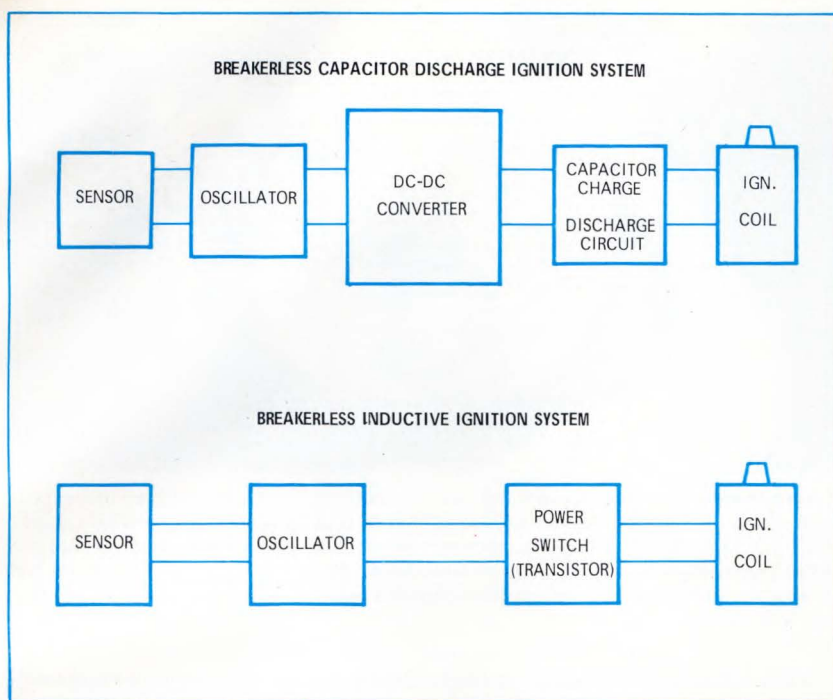 BREAKERLESS CAPACITOR DISCHARGE IGNITION SYSTEM
SENSOR
OSCILLATOR
DC-DC
CONVERTER
CAPACITOR
CHARGE
DISCHARGE
CIRCUIT
IGN.
COIL
BREAKERLESS INDUCTIVE IGNITION SYSTEM
SENSOR
OSCILLATOR
POWER
SWITCH
(TRANSISTOR)
IGN.
COIL